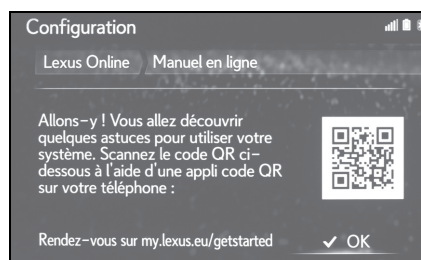 Configuration
Lexus Online Manuel en ligne
Allons-y ! Vous allez découvrir
quelques astuces pour utiliser votre
système. Scannez le code QR ci-
dessous à l'aide d'une appli code QR
sur votre téléphone :
Rendez-vous sur my.lexus.eu/getstarted
OK